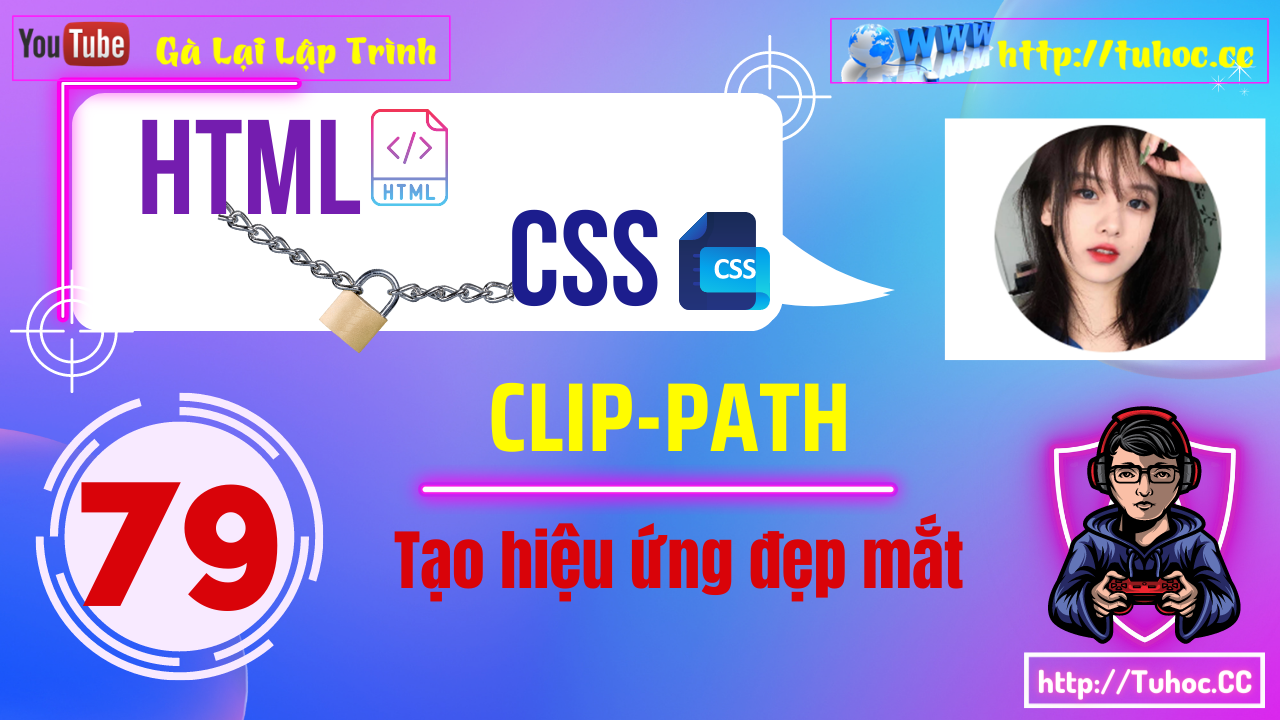 YouTube
Gà Lại Lập Trình
WWW
http://tuhoc.cc
HTML
</>
HTML
CSS
CSS
CLIP-PATH
79
Tạo hiệu ứng đẹp mắt
http://Tuhoc.CC